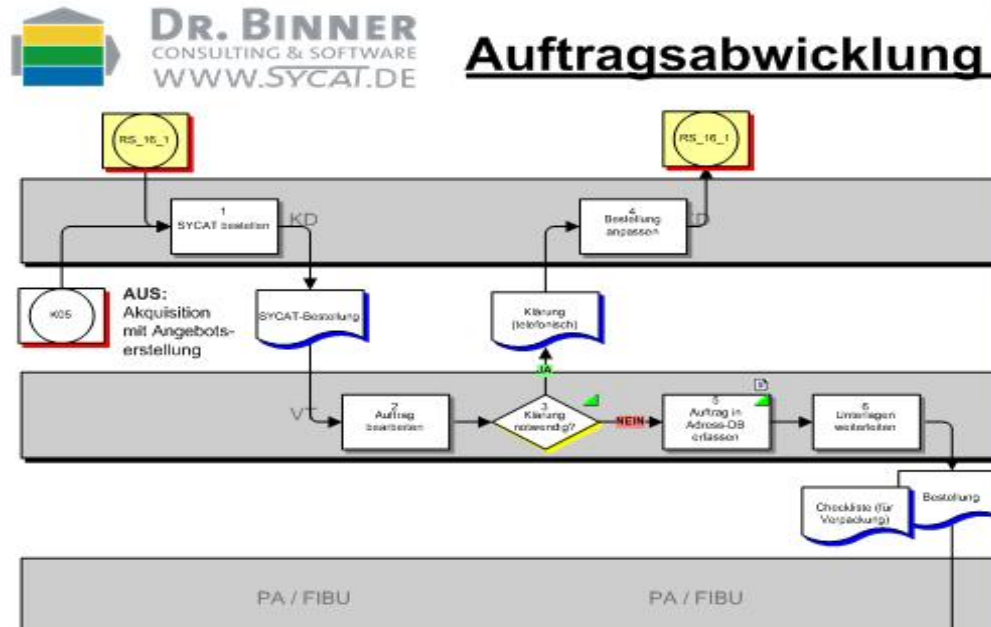 DR. BINNER
CONSULTING & SOFTWARE
WWW.SYCAT.DE
Auftragsabwicklung
RS_16_1
RS_16_1
1
SYCAT bestellen
KD
4
Bestellung
anpassen
KD
K05
AUS:
Akquisition
mit Angebots-
erstellung
SYCAT-Bestellung
Klärung
(telefonisch)
JA
VT
2
Auftrag
bearbeiten
3
Klärung
notwendig?
NEIN
5
Auftrag in
Adress-DB
erfassen
6
Unterlagen
weiterleiten
Checkliste (für
Verpackung)
Bestellung
PA / FIBU
PA / FIBU